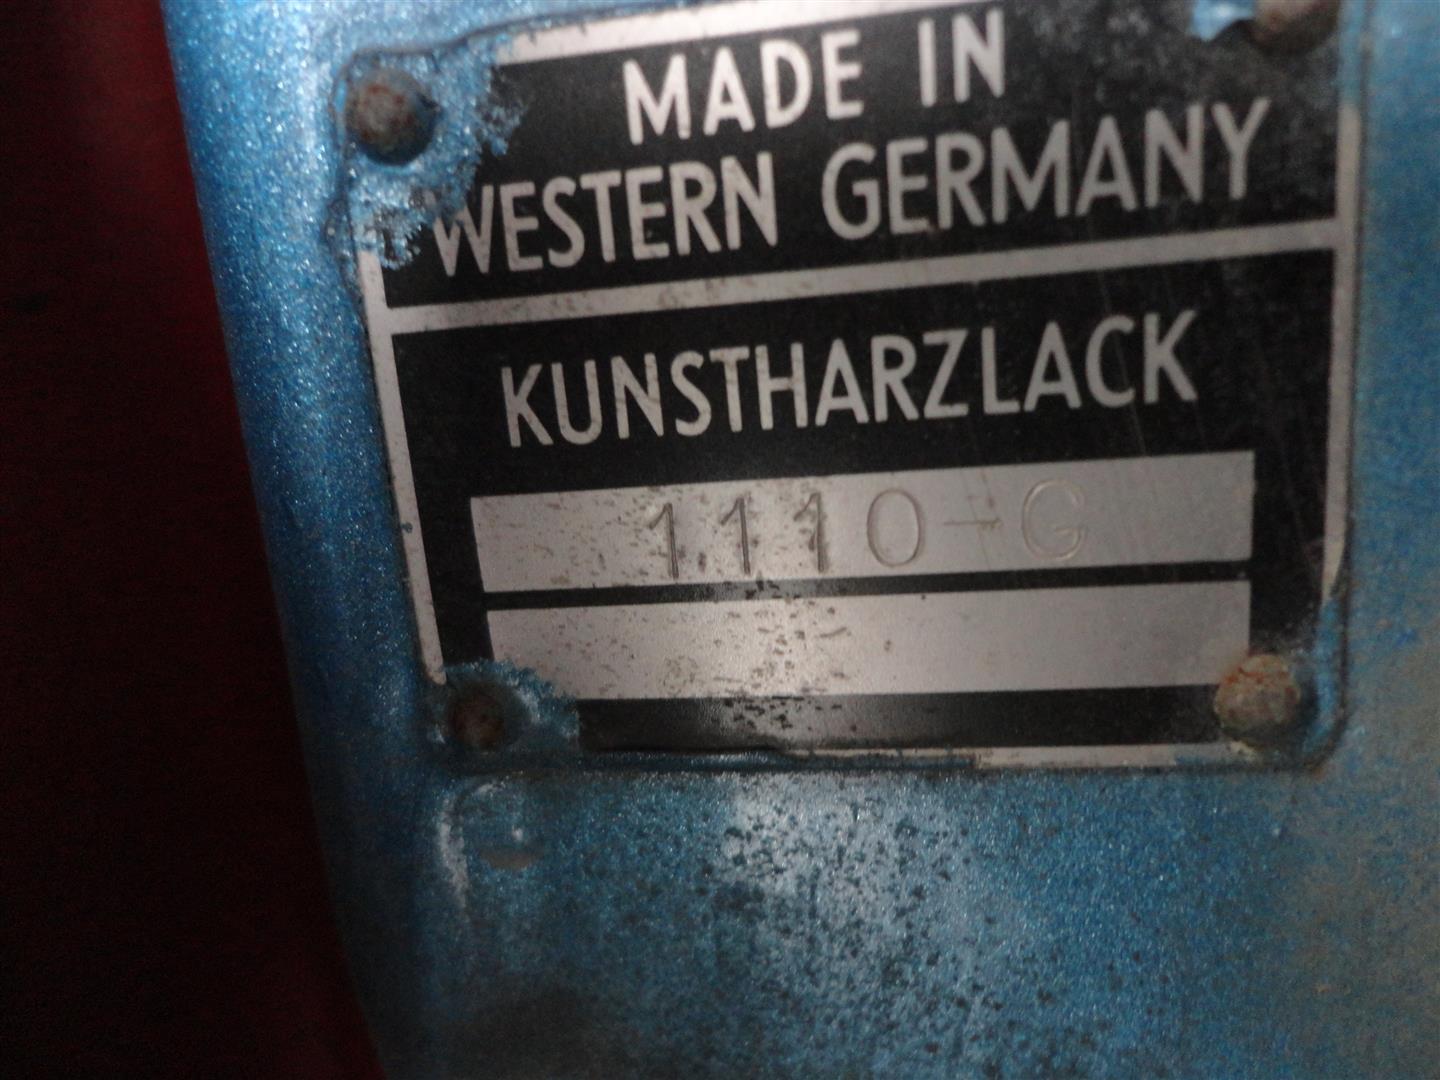 MADE IN
WESTERN GERMANY
KUNSTHARZLACK
1110-G